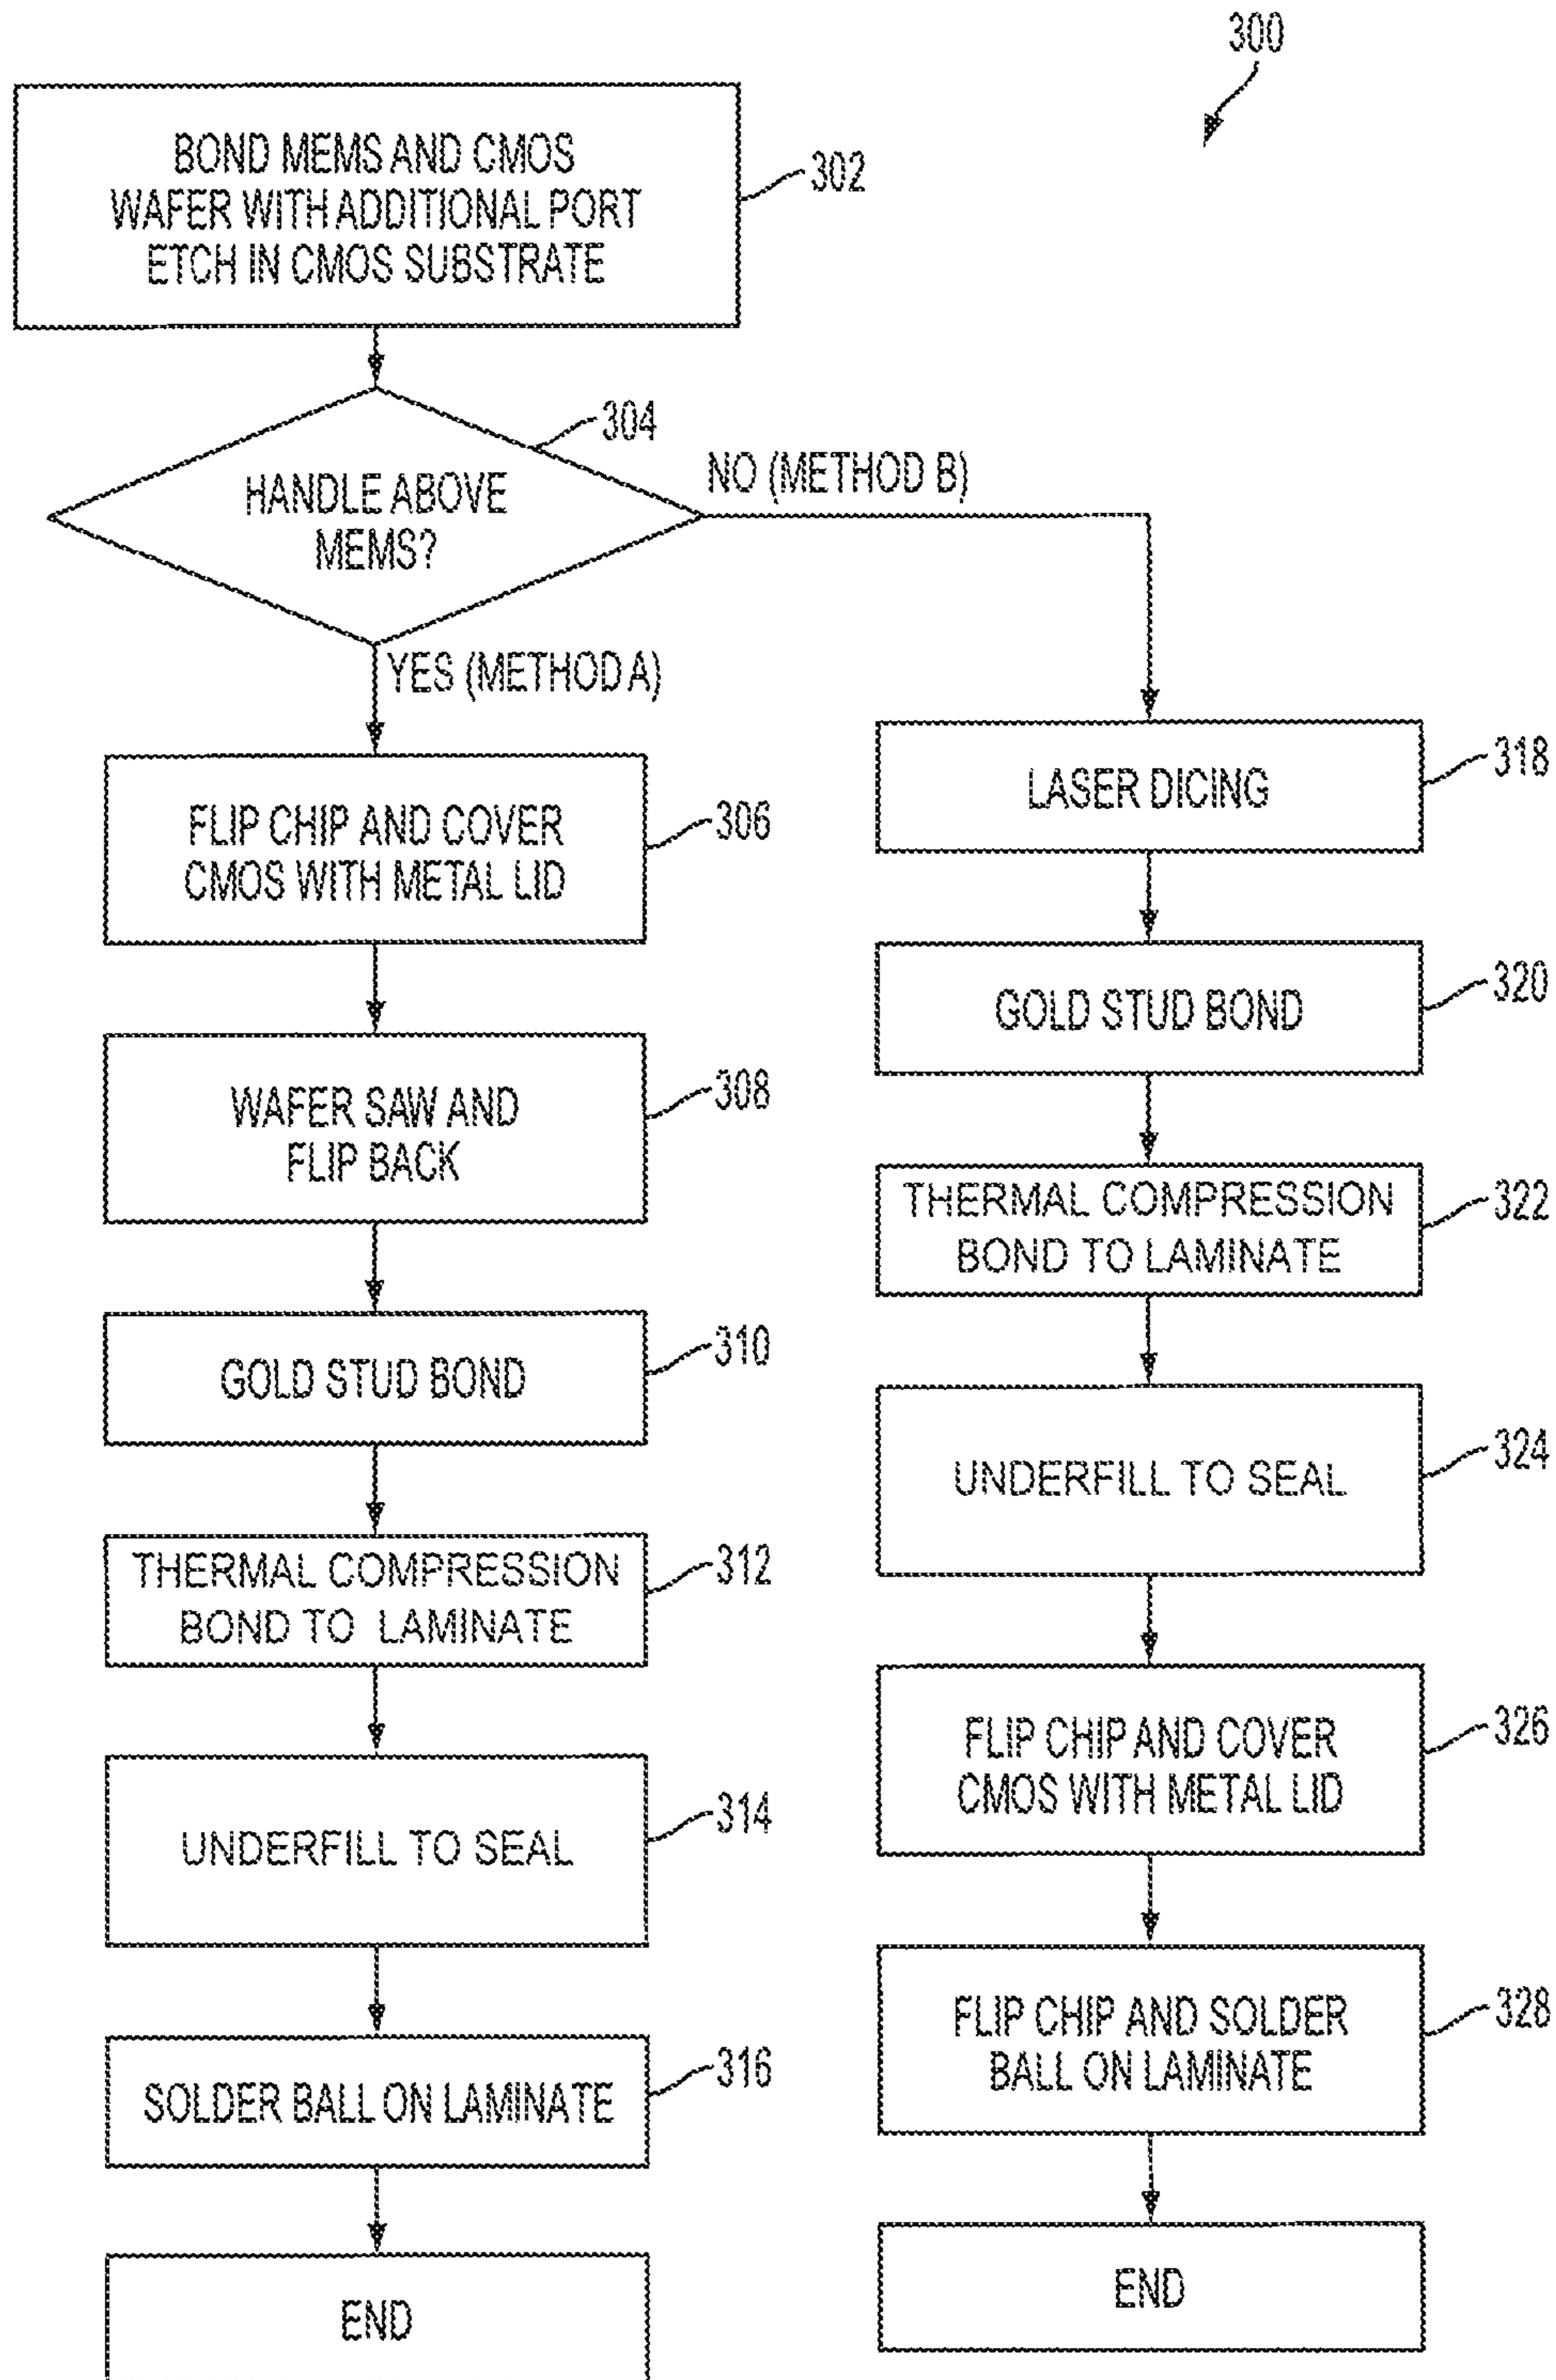 300
BOND MEMS AND CMOS
WAFER WITH ADDITIONAL PORT
ETCH IN CMOS SUBSTRATE
302
HANDLE ABOVE
MEMS?
304
NO (METHOD B)
YES (METHOD A)
FLIP CHIP AND COVER
CMOS WITH METAL LID
306
WAFER SAW AND
FLIP BACK
308
GOLD STUD BOND
310
THERMAL COMPRESSION
BOND TO LAMINATE
312
UNDERFILL TO SEAL
314
SOLDER BALL ON LAMINATE
316
END
LASER DICING
318
GOLD STUD BOND
320
THERMAL COMPRESSION
BOND TO LAMINATE
322
UNDERFILL TO SEAL
324
FLIP CHIP AND COVER
CMOS WITH METAL LID
326
FLIP CHIP AND SOLDER
BALL ON LAMINATE
328
END